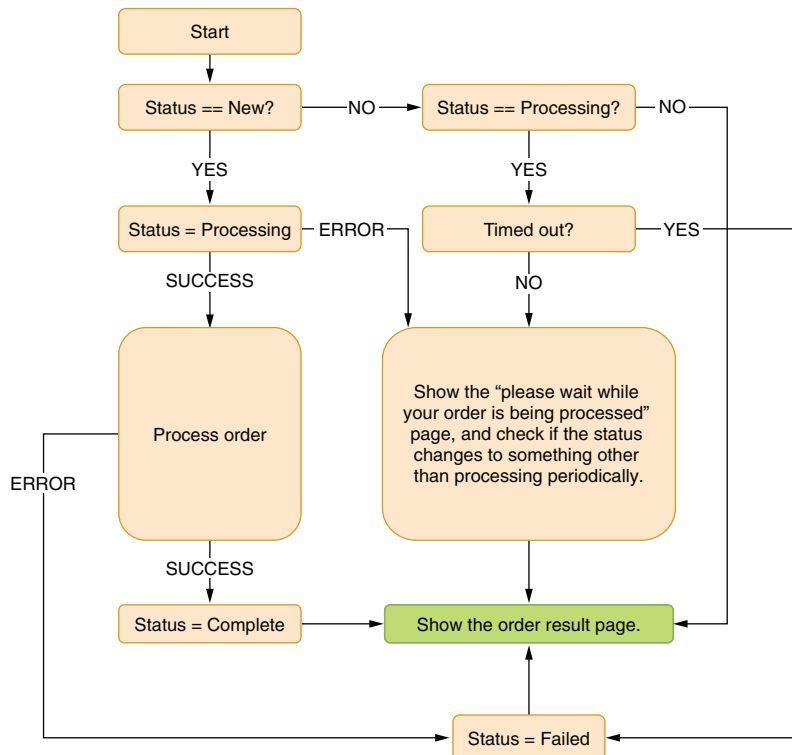 Start
Status == New?
NO
Status == Processing?
NO
YES
YES
Status = Processing
ERROR
Timed out?
YES
SUCCESS
NO
Process order
Show the “please wait while
your order is being processed”
page, and check if the status
changes to something other
than processing periodically.
ERROR
SUCCESS
Status = Complete
Show the order result page.
Status = Failed